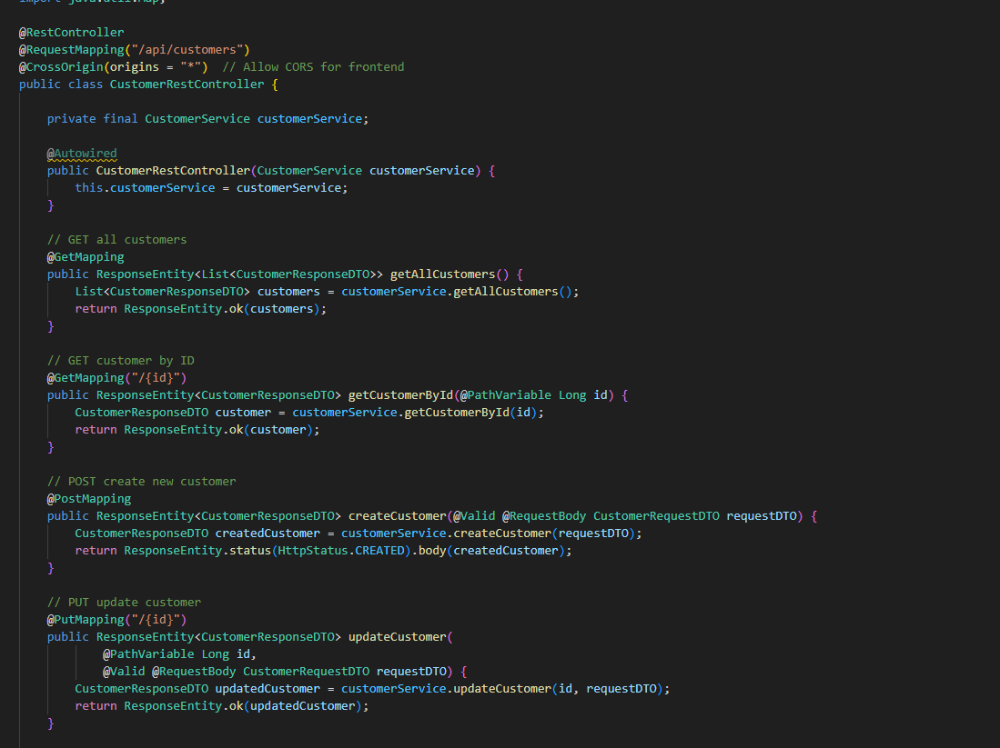 import java.util.Map;
@RestController
@RequestMapping("/api/customers")
@CrossOrigin(origins = "*")  // Allow CORS for frontend
public class CustomerRestController {
    private final CustomerService customerService;
    @Autowired
    public CustomerRestController(CustomerService customerService) {
        this.customerService = customerService;
    }
    // GET all customers
    @GetMapping
    public ResponseEntity<List<CustomerResponseDTO>> getAllCustomers() {
        List<CustomerResponseDTO> customers = customerService.getAllCustomers();
        return ResponseEntity.ok(customers);
    }
    // GET customer by ID
    @GetMapping("/{id}")
    public ResponseEntity<CustomerResponseDTO> getCustomerById(@PathVariable Long id) {
        CustomerResponseDTO customer = customerService.getCustomerById(id);
        return ResponseEntity.ok(customer);
    }
    // POST create new customer
    @PostMapping
    public ResponseEntity<CustomerResponseDTO> createCustomer(@Valid @RequestBody CustomerRequestDTO requestDTO) {
        CustomerResponseDTO createdCustomer = customerService.createCustomer(requestDTO);
        return ResponseEntity.status(HttpStatus.CREATED).body(createdCustomer);
    }
    // PUT update customer
    @PutMapping("/{id}")
    public ResponseEntity<CustomerResponseDTO> updateCustomer(
            @PathVariable Long id,
            @Valid @RequestBody CustomerRequestDTO requestDTO) {
        CustomerResponseDTO updatedCustomer = customerService.updateCustomer(id, requestDTO);
        return ResponseEntity.ok(updatedCustomer);
    }